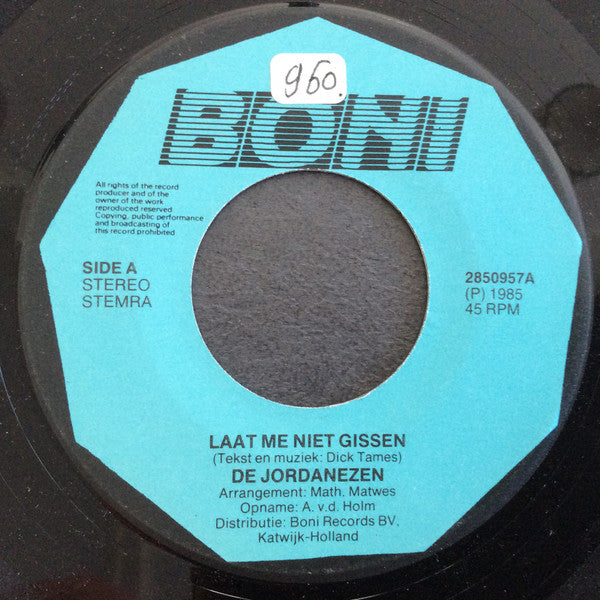 960.
BONI
All rights of the record
producer and of the
owner of the work
reproduced reserved
Copying, public performance
and broadcasting of
this record prohibited
SIDE A
STEREO
STEMRA
2850957A
(P) 1985
45 RPM
LAAT ME NIET GISSEN
(Tekst en muziek: Dick Tames)
DE JORDANEZEN
Arrangement: Math. Matwes
Opname: A. v.d. Holm
Distributie: Boni Records BV.
Katwijk-Holland